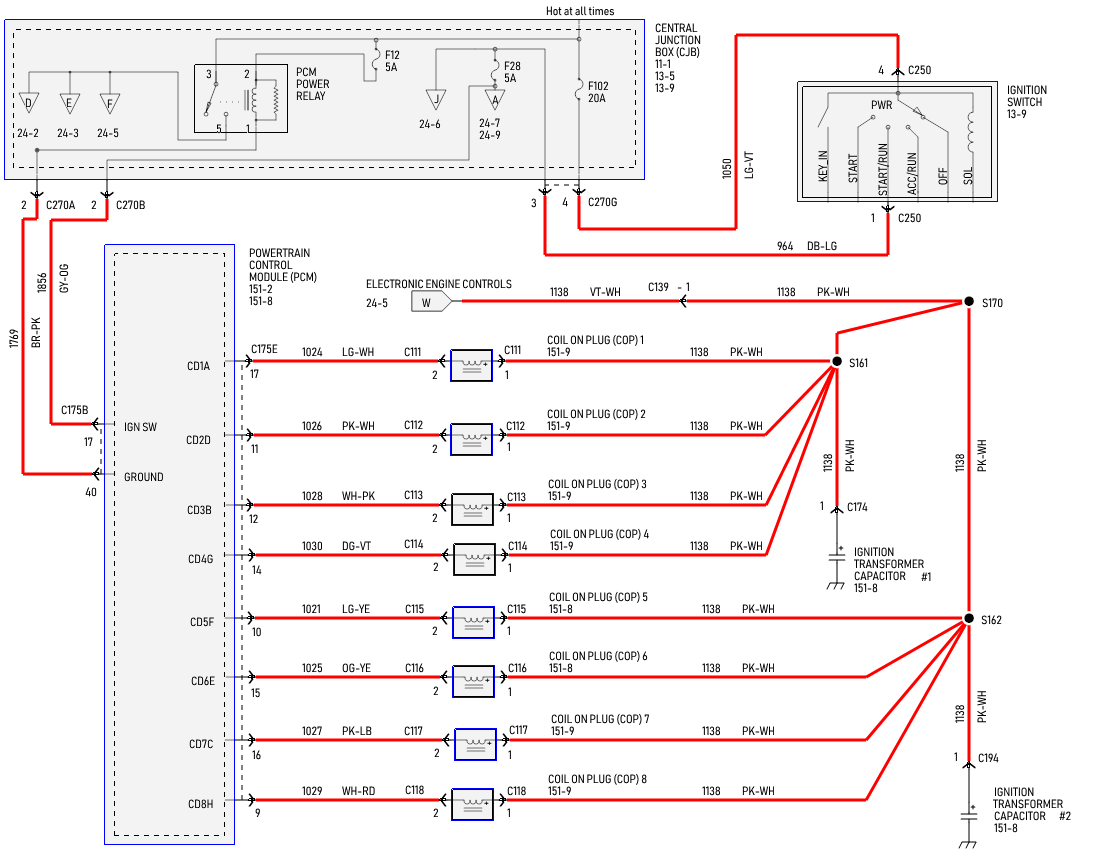 Hot at all times
CENTRAL
JUNCTION
BOX (CJB)
11-1
13-5
13-9
F12
5A
F28
5A
F102
20A
3
2
5
1
PCM
POWER
RELAY
D
E
F
J
A
24-2
24-3
24-5
24-6
24-7
24-9
2
C270A
2
C270B
3
4
C270G
4
C250
IGNITION
SWITCH
13-9
PWR
KEY_IN
START
START/RUN
ACC/RUN
OFF
SOL
1
C250
1050
LG-VT
964 DB-LG
1769
BR-PK
1856
GY-OG
POWERTRAIN
CONTROL
MODULE (PCM)
151-2
151-8
C175B
17
IGN SW
40
GROUND
ELECTRONIC ENGINE CONTROLS
24-5
W
1138 VT-WH
C139 - 1
1138 PK-WH
S170
CD1A
C175E
17
1024 LG-WH
C111
2
C111
1
COIL ON PLUG (COP) 1
151-9
1138 PK-WH
S161
CD2D
11
1026 PK-WH
C112
2
C112
1
COIL ON PLUG (COP) 2
151-9
1138 PK-WH
CD3B
12
1028 WH-PK
C113
2
C113
1
COIL ON PLUG (COP) 3
151-9
1138 PK-WH
CD4G
14
1030 DG-VT
C114
2
C114
1
COIL ON PLUG (COP) 4
151-9
1138 PK-WH
1138
PK-WH
1
C174
IGNITION
TRANSFORMER
CAPACITOR #1
151-8
1138
PK-WH
CD5F
10
1021 LG-YE
C115
2
C115
1
COIL ON PLUG (COP) 5
151-8
1138 PK-WH
S162
CD6E
15
1025 OG-YE
C116
2
C116
1
COIL ON PLUG (COP) 6
151-8
1138 PK-WH
CD7C
16
1027 PK-LB
C117
2
C117
1
COIL ON PLUG (COP) 7
151-9
1138 PK-WH
CD8H
9
1029 WH-RD
C118
2
C118
1
COIL ON PLUG (COP) 8
151-9
1138 PK-WH
1138
PK-WH
1
C194
IGNITION
TRANSFORMER
CAPACITOR #2
151-8